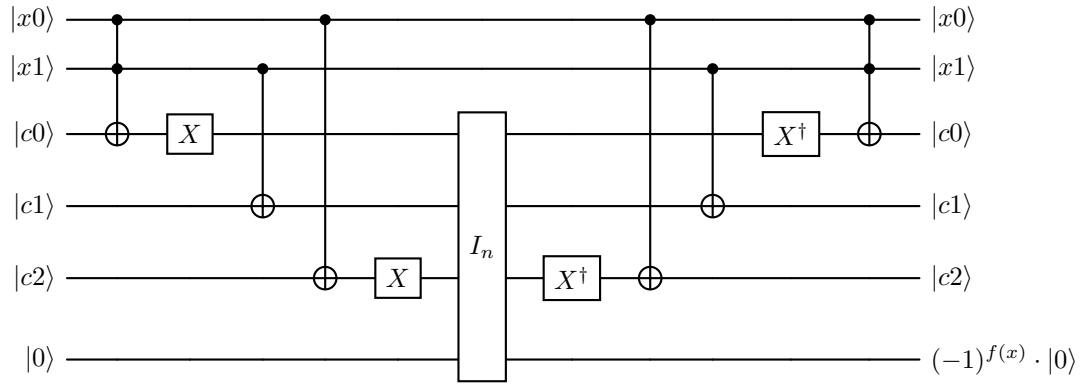 |x0⟩ |x0⟩
|x1⟩ |x1⟩
|c0⟩ X X† |c0⟩
|c1⟩ |c1⟩
I_n
|c2⟩ X X† |c2⟩
|0⟩ (−1)^{f(x)} · |0⟩